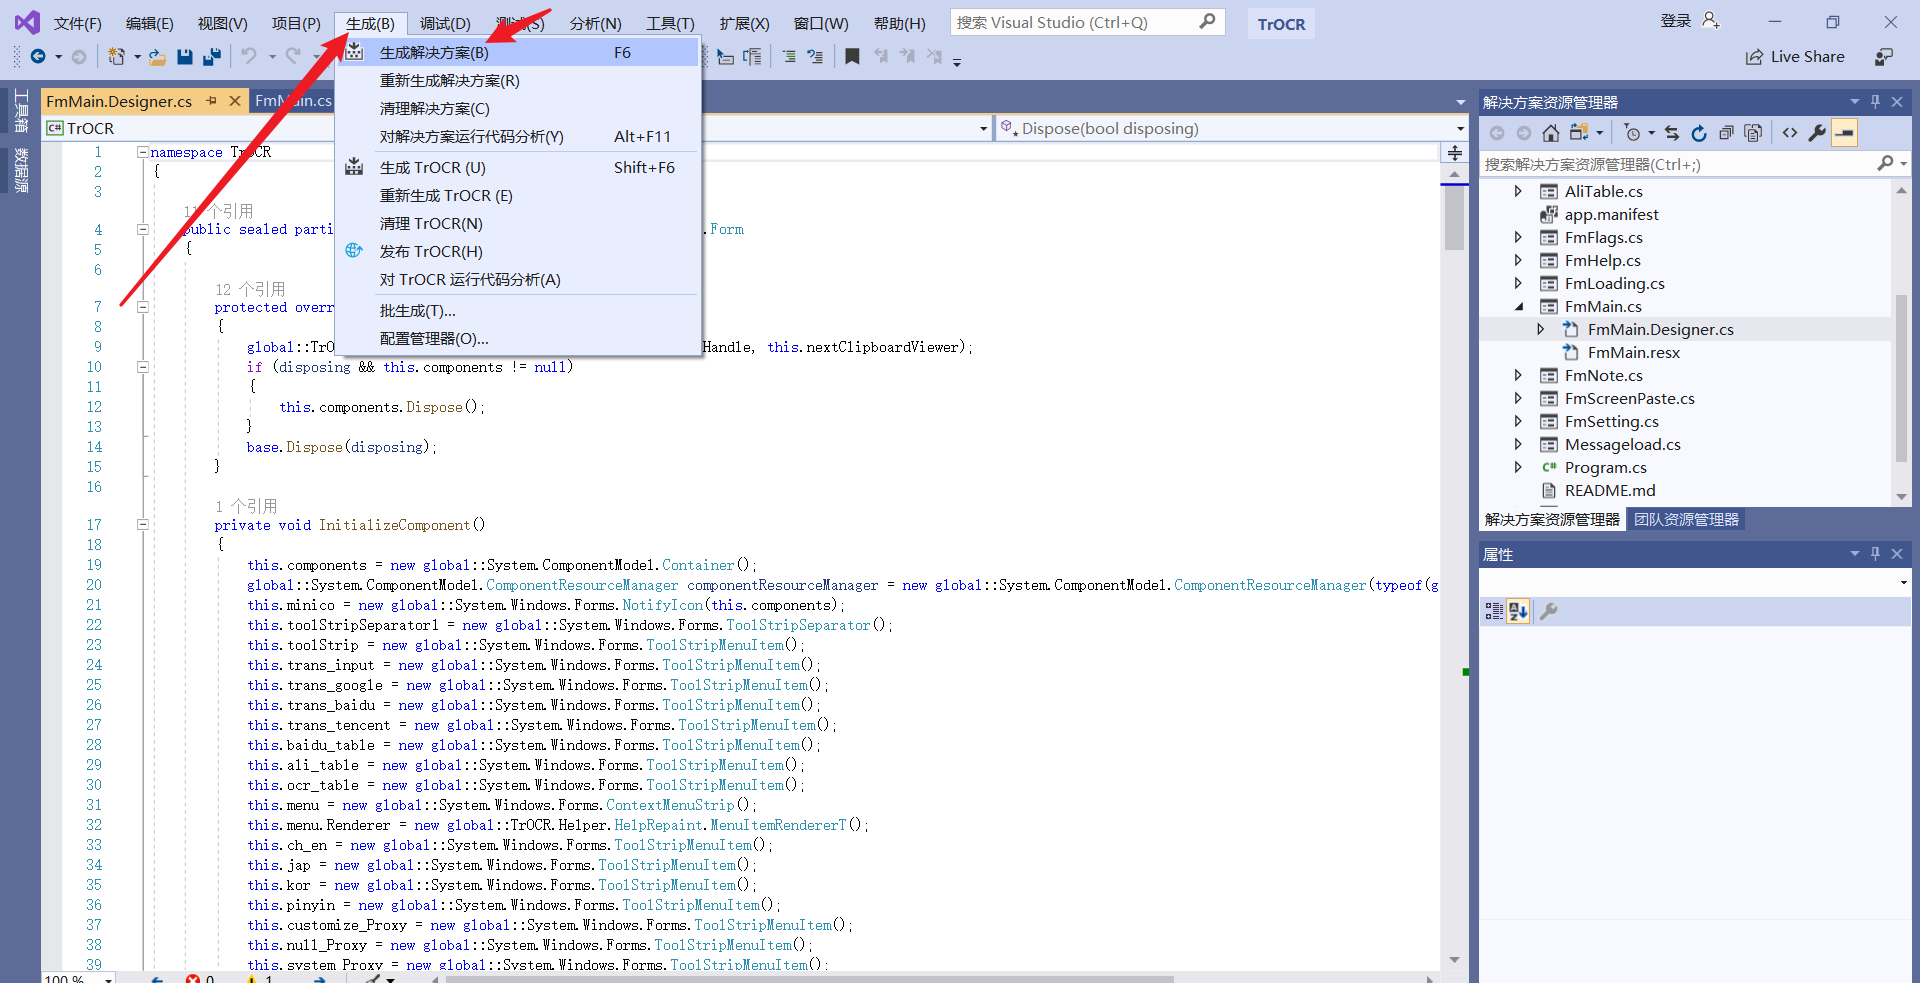 文件(F) 编辑(E) 视图(V) 项目(P) 生成(B) 调试(D) 测试(S) 分析(N) 工具(T) 扩展(X) 窗口(W) 帮助(H) 搜索 Visual Studio (Ctrl+Q) TrOCR 登录
Live Share
生成解决方案(B) F6
重新生成解决方案(R)
清理解决方案(C)
对解决方案运行代码分析(Y) Alt+F11
生成 TrOCR (U) Shift+F6
重新生成 TrOCR (E)
清理 TrOCR(N)
发布 TrOCR(H)
对 TrOCR 运行代码分析(A)
批生成(T)...
配置管理器(O)...
工具箱
数据源
FmMain.Designer.cs FmMain.cs
TrOCR Dispose(bool disposing)
1 namespace TrOCR
2 {
3
11 个引用
4 public sealed parti .Form
5 {
6
12 个引用
7 protected overr
8 {
9 global::TrO Handle, this.nextClipboardViewer);
10 if (disposing && this.components != null)
11 {
12 this.components.Dispose();
13 }
14 base.Dispose(disposing);
15 }
16
1 个引用
17 private void InitializeComponent()
18 {
19 this.components = new global::System.ComponentModel.Container();
20 global::System.ComponentModel.ComponentResourceManager componentResourceManager = new global::System.ComponentModel.ComponentResourceManager(typeof(g
21 this.minico = new global::System.Windows.Forms.NotifyIcon(this.components);
22 this.toolStripSeparator1 = new global::System.Windows.Forms.ToolStripSeparator();
23 this.toolStrip = new global::System.Windows.Forms.ToolStripMenuItem();
24 this.trans_input = new global::System.Windows.Forms.ToolStripMenuItem();
25 this.trans_google = new global::System.Windows.Forms.ToolStripMenuItem();
26 this.trans_baidu = new global::System.Windows.Forms.ToolStripMenuItem();
27 this.trans_tencent = new global::System.Windows.Forms.ToolStripMenuItem();
28 this.baidu_table = new global::System.Windows.Forms.ToolStripMenuItem();
29 this.ali_table = new global::System.Windows.Forms.ToolStripMenuItem();
30 this.ocr_table = new global::System.Windows.Forms.ToolStripMenuItem();
31 this.menu = new global::System.Windows.Forms.ContextMenuStrip();
32 this.menu.Renderer = new global::TrOCR.Helper.HelpRepaint.MenuItemRendererT();
33 this.ch_en = new global::System.Windows.Forms.ToolStripMenuItem();
34 this.jap = new global::System.Windows.Forms.ToolStripMenuItem();
35 this.kor = new global::System.Windows.Forms.ToolStripMenuItem();
36 this.pinyin = new global::System.Windows.Forms.ToolStripMenuItem();
37 this.customize_Proxy = new global::System.Windows.Forms.ToolStripMenuItem();
38 this.null_Proxy = new global::System.Windows.Forms.ToolStripMenuItem();
39 this.system_Proxy = new global::System.Windows.Forms.ToolStripMenuItem();
100 % 0 1
解决方案资源管理器
搜索解决方案资源管理器(Ctrl+;)
AliTable.cs
app.manifest
FmFlags.cs
FmHelp.cs
FmLoading.cs
FmMain.cs
FmMain.Designer.cs
FmMain.resx
FmNote.cs
FmScreenPaste.cs
FmSetting.cs
Messageload.cs
C# Program.cs
README.md
解决方案资源管理器 团队资源管理器
属性